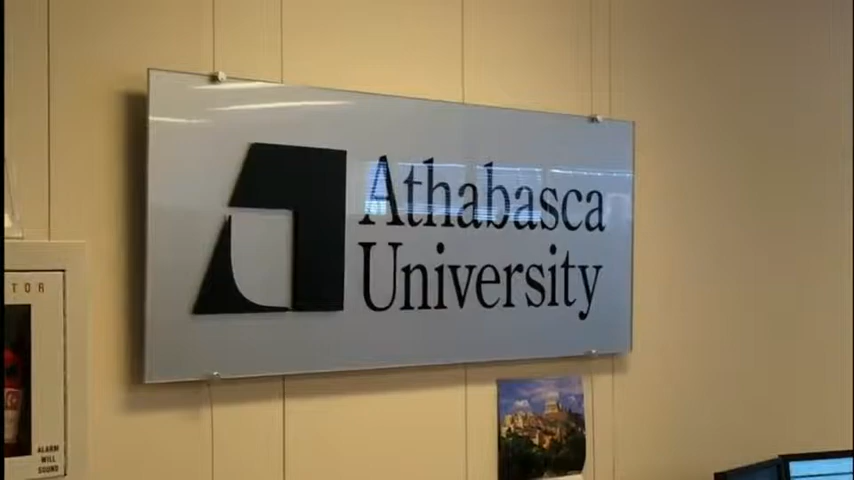 Athabasca
University
TOR
ALARM
WILL
SOUND